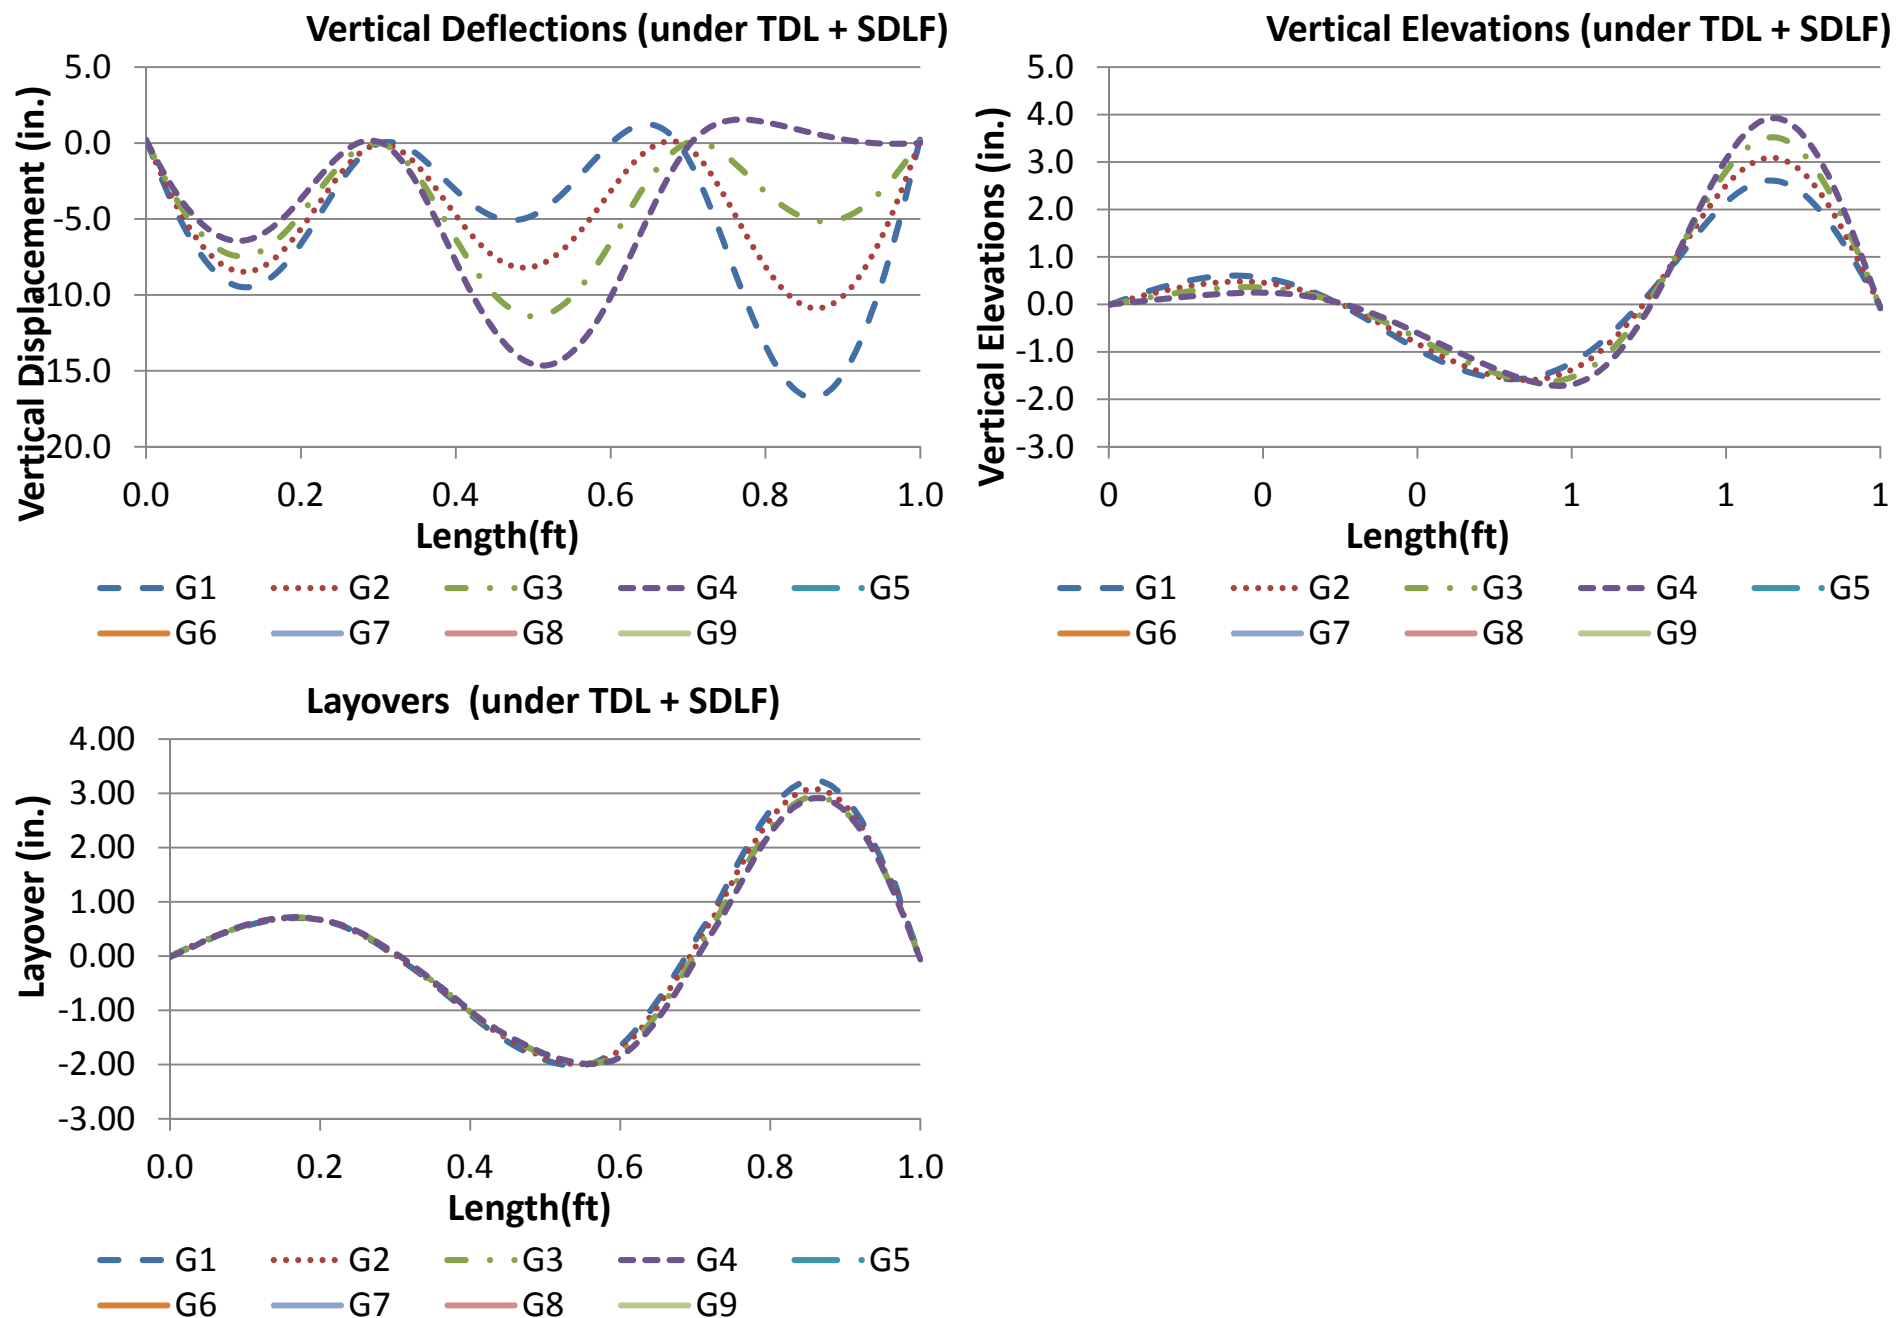 Vertical Deflections (under TDL + SDLF)
5.0
0.0
-5.0
-10.0
-15.0
-20.0
Vertical Displacement (in.)
0.0 0.2 0.4 0.6 0.8 1.0
Length(ft)
G1 G2 G3 G4 G5
G6 G7 G8 G9
Vertical Elevations (under TDL + SDLF)
5.0
4.0
3.0
2.0
1.0
0.0
-1.0
-2.0
-3.0
Vertical Elevations (in.)
0 0 0 1 1 1
Length(ft)
G1 G2 G3 G4 G5
G6 G7 G8 G9
Layovers (under TDL + SDLF)
4.00
3.00
2.00
1.00
0.00
-1.00
-2.00
-3.00
Layover (in.)
0.0 0.2 0.4 0.6 0.8 1.0
Length(ft)
G1 G2 G3 G4 G5
G6 G7 G8 G9